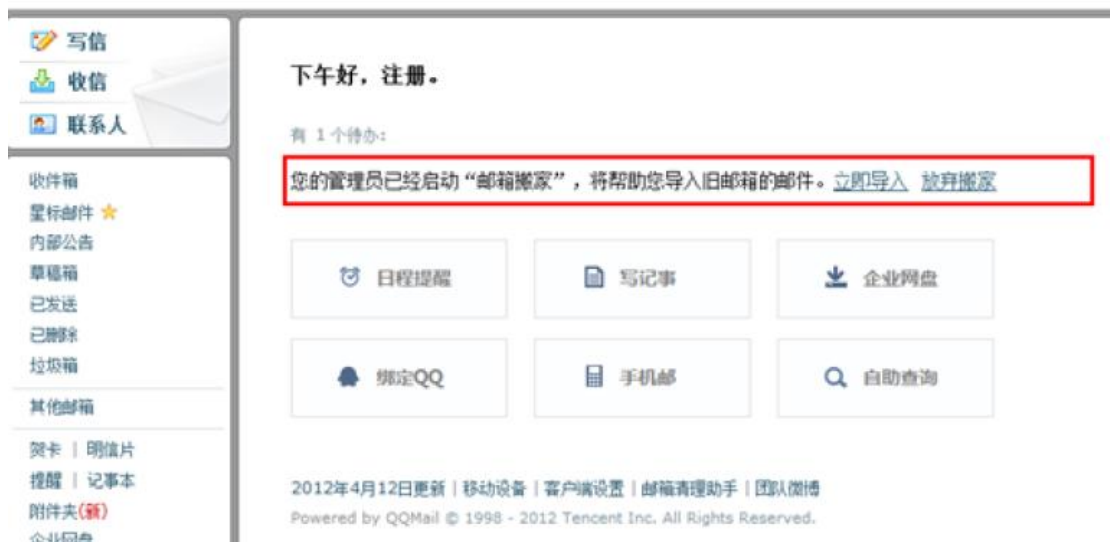 写信
收信
联系人
收件箱
星标邮件
内部公告
草稿箱
已发送
已删除
垃圾箱
其他邮箱
贺卡 | 明信片
提醒 | 记事本
附件夹(新)
企业网盘
下午好，注册。
有 1 个待办:
您的管理员已经启动“邮箱搬家”，将帮助您导入旧邮箱的邮件。立即导入 放弃搬家
日程提醒 写记事 企业网盘
绑定QQ 手机邮 自助查询
2012年4月12日更新 | 移动设备 | 客户端设置 | 邮箱清理助手 | 团队微博
Powered by QQMail © 1998 - 2012 Tencent Inc. All Rights Reserved.